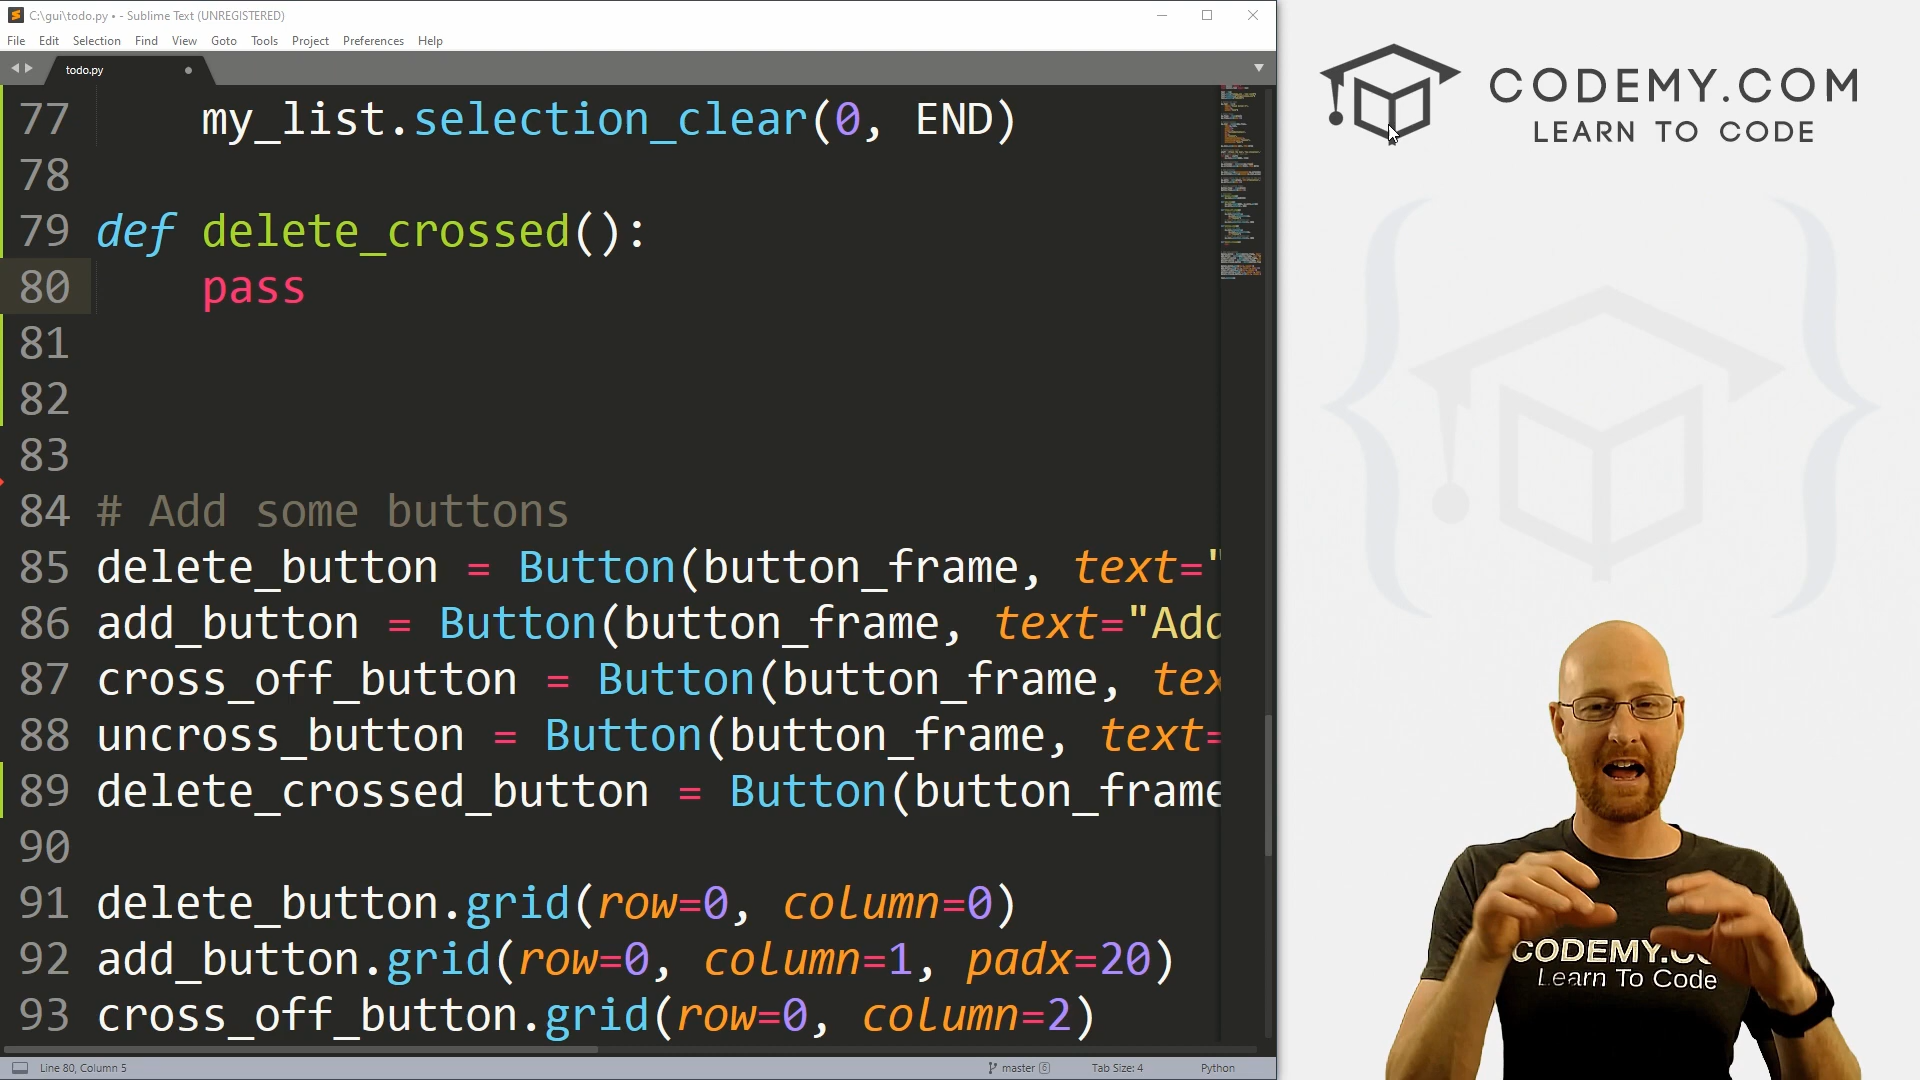 C:\gui\todo.py • - Sublime Text (UNREGISTERED)
File Edit Selection Find View Goto Tools Project Preferences Help
todo.py
77 my_list.selection_clear(0, END)
78
79 def delete_crossed():
80 pass
81
82
83
84 # Add some buttons
85 delete_button = Button(button_frame, text="
86 add_button = Button(button_frame, text="Add
87 cross_off_button = Button(button_frame, tex
88 uncross_button = Button(button_frame, text=
89 delete_crossed_button = Button(button_frame
90
91 delete_button.grid(row=0, column=0)
92 add_button.grid(row=0, column=1, padx=20)
93 cross_off_button.grid(row=0, column=2)
Line 80, Column 5 master 6 Tab Size: 4 Python
CODEMY.COM
LEARN TO CODE
CODEMY.C
Learn To Code